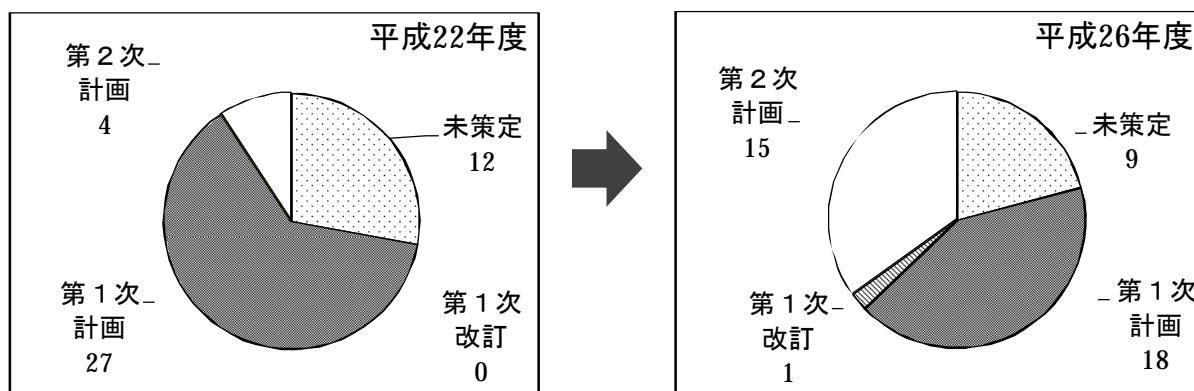 平成22年度
第２次
計画
4
未策定
12
第１次
計画
27
第１次
改訂
0
平成26年度
第２次
計画
15
未策定
9
第１次
改訂
1
第１次
計画
18